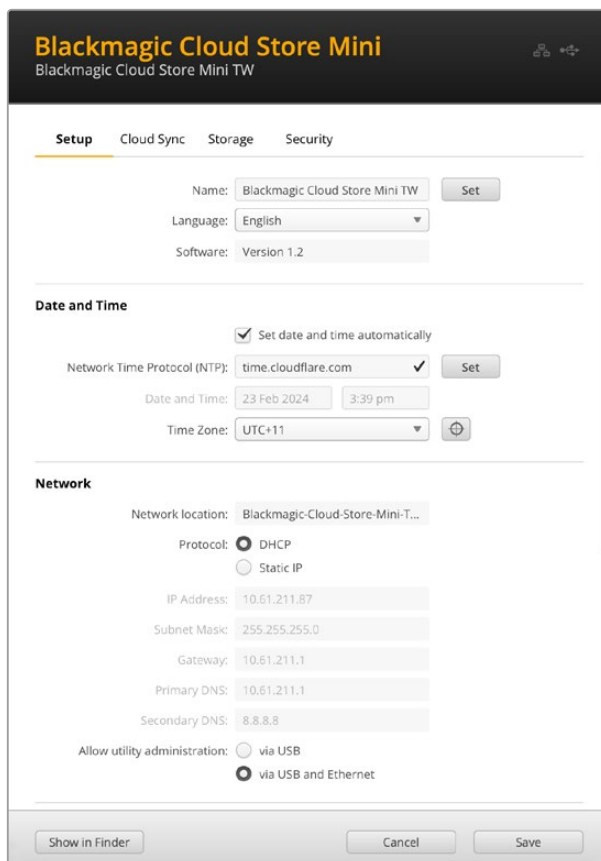 Blackmagic Cloud Store Mini
Blackmagic Cloud Store Mini TW
Setup Cloud Sync Storage Security
Name: Blackmagic Cloud Store Mini TW Set
Language: English
Software: Version 1.2
Date and Time
Set date and time automatically
Network Time Protocol (NTP): time.cloudflare.com Set
Date and Time: 23 Feb 2024 3:39 pm
Time Zone: UTC+11
Network
Network location: Blackmagic-Cloud-Store-Mini-T...
Protocol: DHCP
Static IP
IP Address: 10.61.211.87
Subnet Mask: 255.255.255.0
Gateway: 10.61.211.1
Primary DNS: 10.61.211.1
Secondary DNS: 8.8.8.8
Allow utility administration: via USB
via USB and Ethernet
Show in Finder Cancel Save